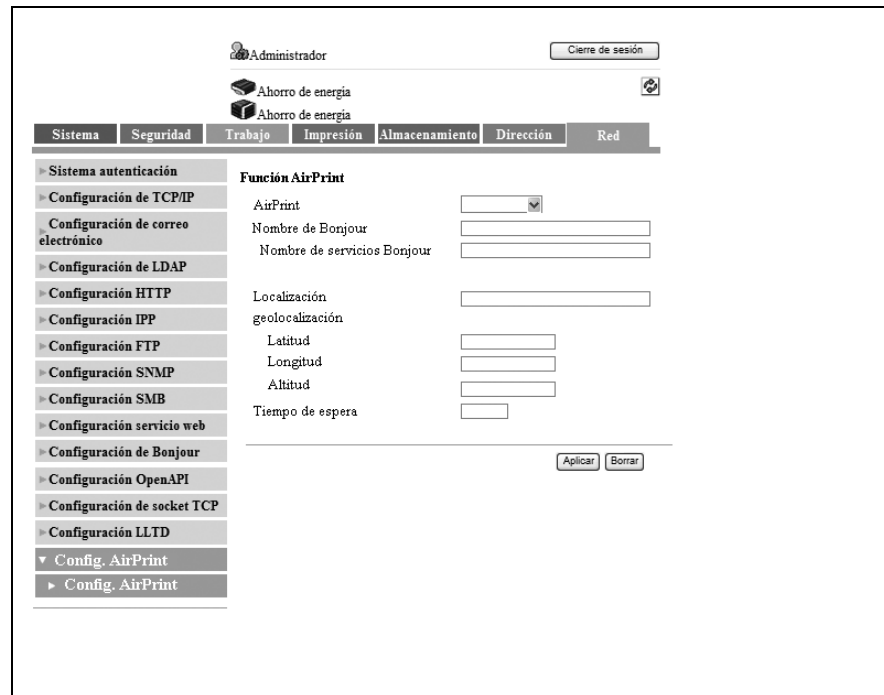 Administrador
Cierre de sesión
Ahorro de energia
Ahorro de energia
Sistema Seguridad Trabajo Impresión Almacenamiento Dirección Red
Sistema autenticación
Configuración de TCP/IP
Configuración de correo
electrónico
Configuración de LDAP
Configuración HTTP
Configuración IPP
Configuración FTP
Configuración SNMP
Configuración SMB
Configuración servicio web
Configuración de Bonjour
Configuración OpenAPI
Configuración de socket TCP
Configuración LLTD
Config. AirPrint
Config. AirPrint
Función AirPrint
AirPrint
Nombre de Bonjour
Nombre de servicios Bonjour
Localización
geolocalización
Latitud
Longitud
Altitud
Tiempo de espera
Aplicar Borrar